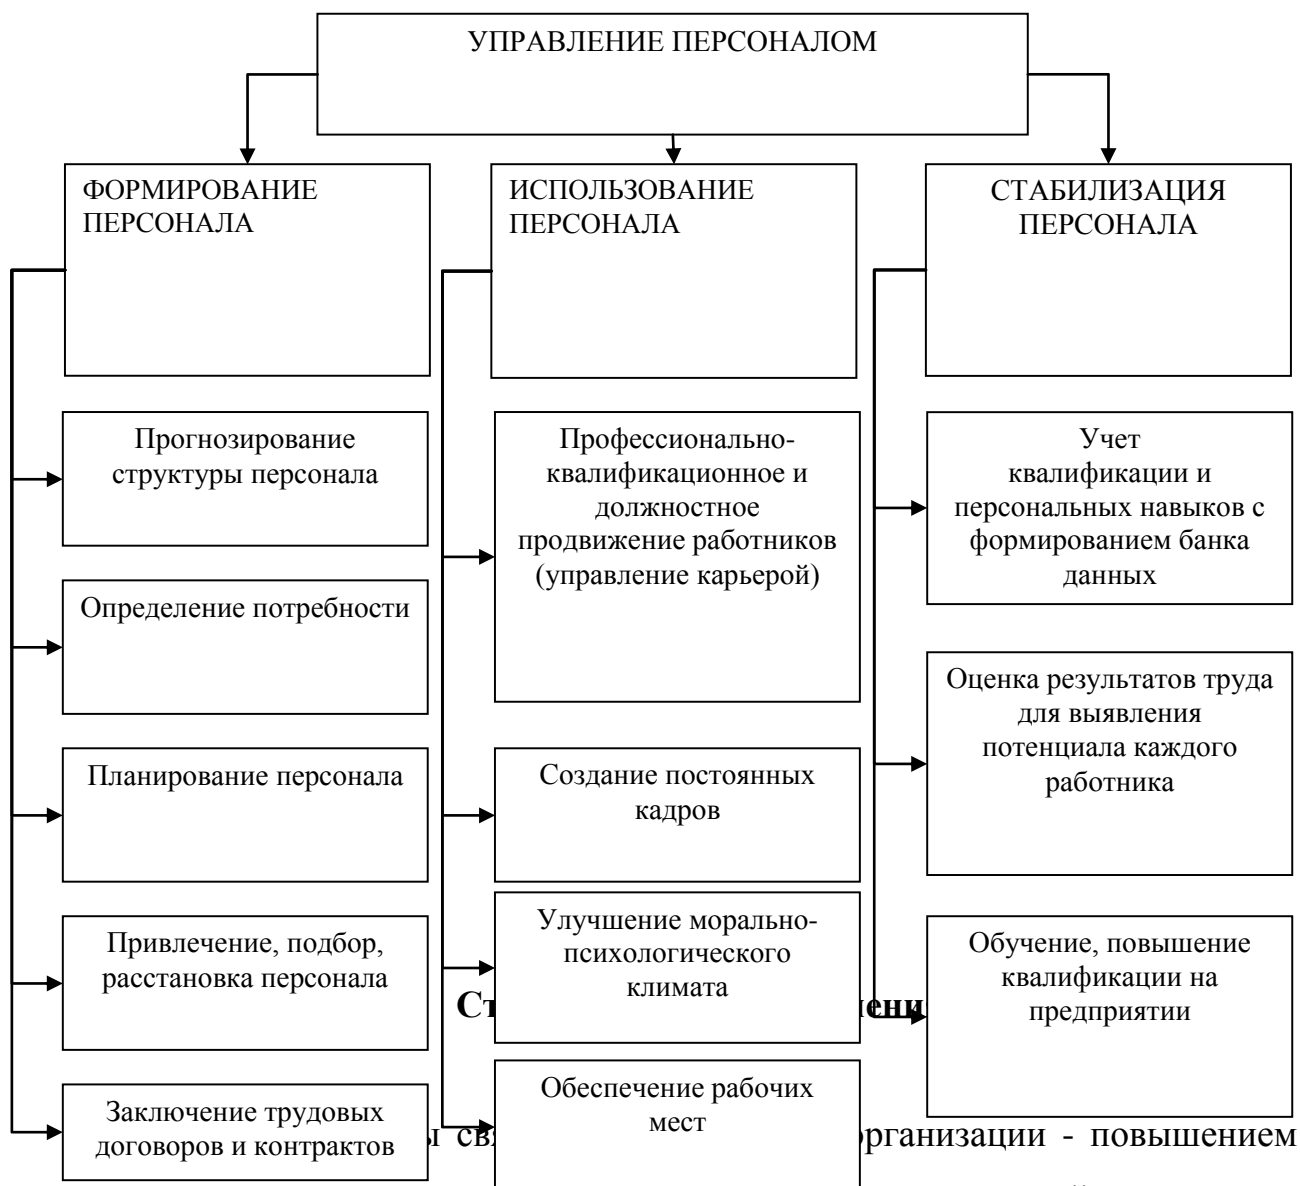 УПРАВЛЕНИЕ ПЕРСОНАЛОМ
ФОРМИРОВАНИЕ
ПЕРСОНАЛА
Прогнозирование
структуры персонала
Определение потребности
Планирование персонала
Привлечение, подбор,
расстановка персонала
Заключение трудовых
договоров и контрактов
ИСПОЛЬЗОВАНИЕ
ПЕРСОНАЛА
Профессионально-
квалификационное и
должностное
продвижение работников
(управление карьерой)
Создание постоянных
кадров
Улучшение морально-
психологического
климата
Обеспечение рабочих
мест
СТАБИЛИЗАЦИЯ
ПЕРСОНАЛА
Учет
квалификации и
персональных навыков с
формированием банка
данных
Оценка результатов труда
для выявления
потенциала каждого
работника
Обучение, повышение
квалификации на
предприятии
организации - повышением